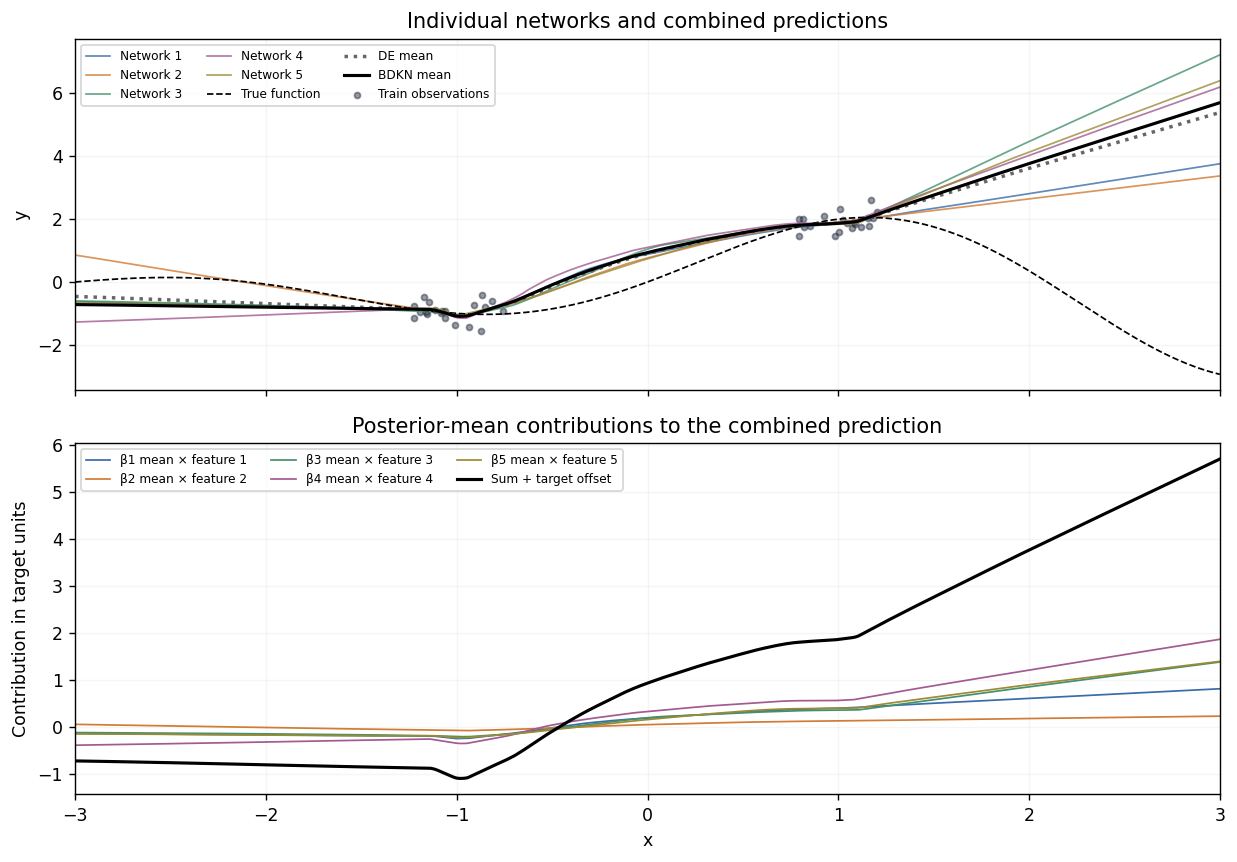 Individual networks and combined predictions
Network 1
Network 2
Network 3
Network 4
Network 5
True function
DE mean
BDKN mean
Train observations
y
6
4
2
0
−2
Posterior-mean contributions to the combined prediction
β1 mean × feature 1
β2 mean × feature 2
β3 mean × feature 3
β4 mean × feature 4
β5 mean × feature 5
Sum + target offset
Contribution in target units
6
5
4
3
2
1
0
−1
−3
−2
−1
0
1
2
3
x